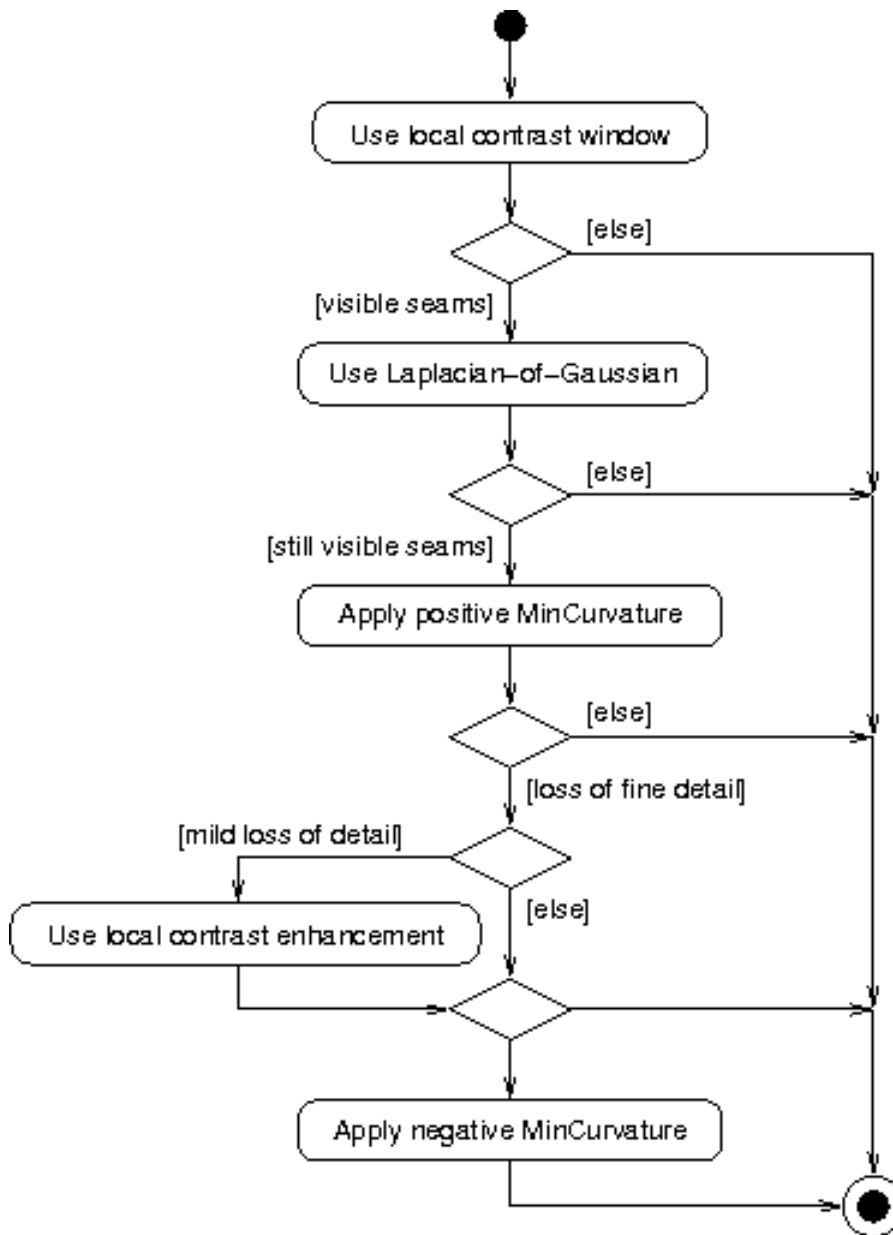 Use local contrast window
[else]
[visible seams]
Use Laplacian-of-Gaussian
[else]
[still visible seams]
Apply positive MinCurvature
[else]
[loss of fine detail]
[mild loss of detail]
[else]
Use local contrast enhancement
Apply negative MinCurvature